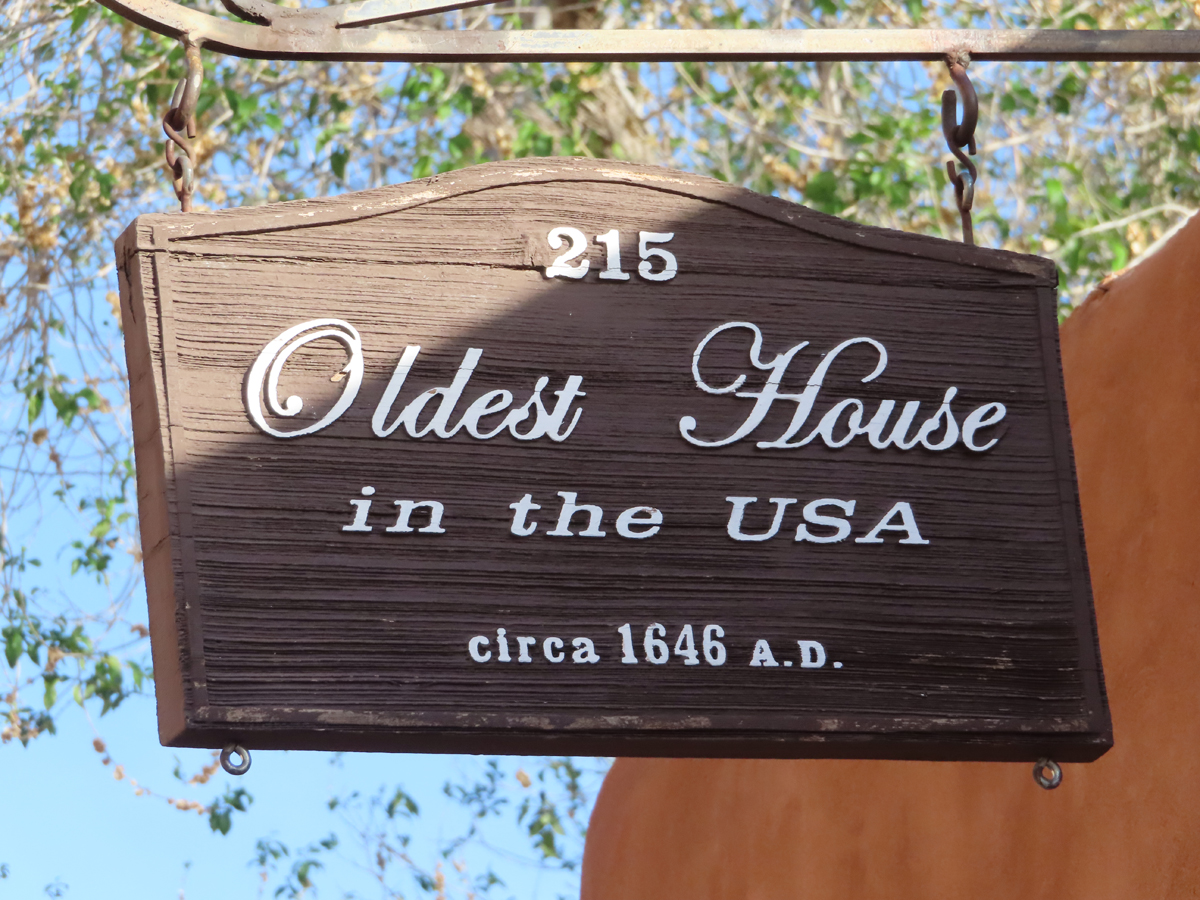 215
Oldest House
in the USA
circa 1646 A.D.